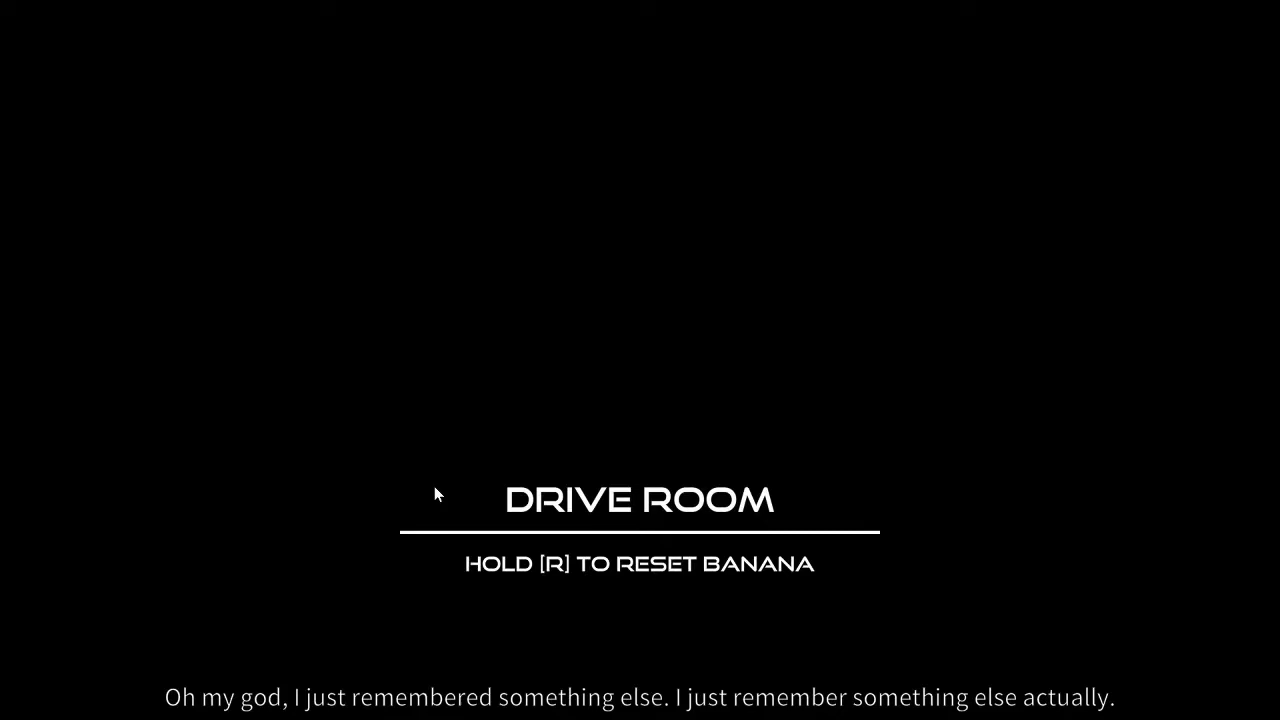 DRIVE ROOM
HOLD [R] TO RESET BANANA
Oh my god, I just remembered something else. I just remember something else actually.